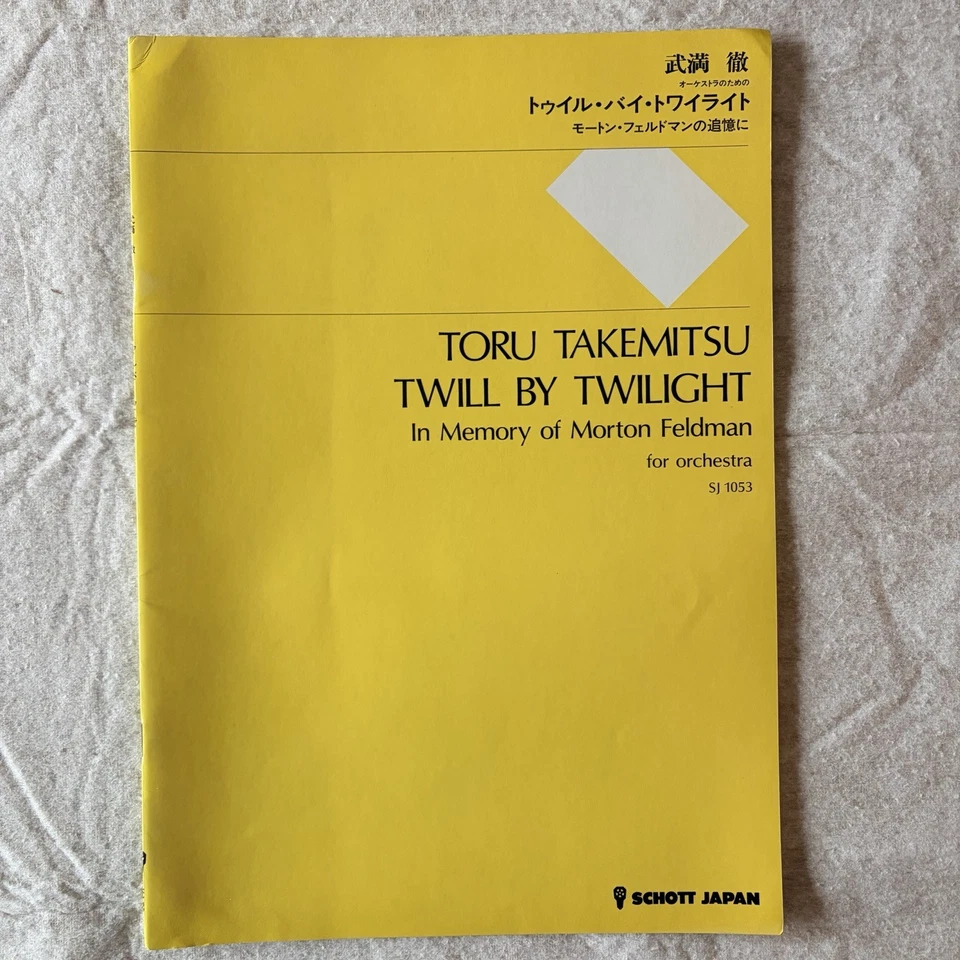 武満 徹
オーケストラのための
トゥイル・バイ・トワイライト
モートン・フェルドマンの追憶に
TORU TAKEMITSU
TWILL BY TWILIGHT
In Memory of Morton Feldman
for orchestra
SJ 1053
SCHOTT JAPAN